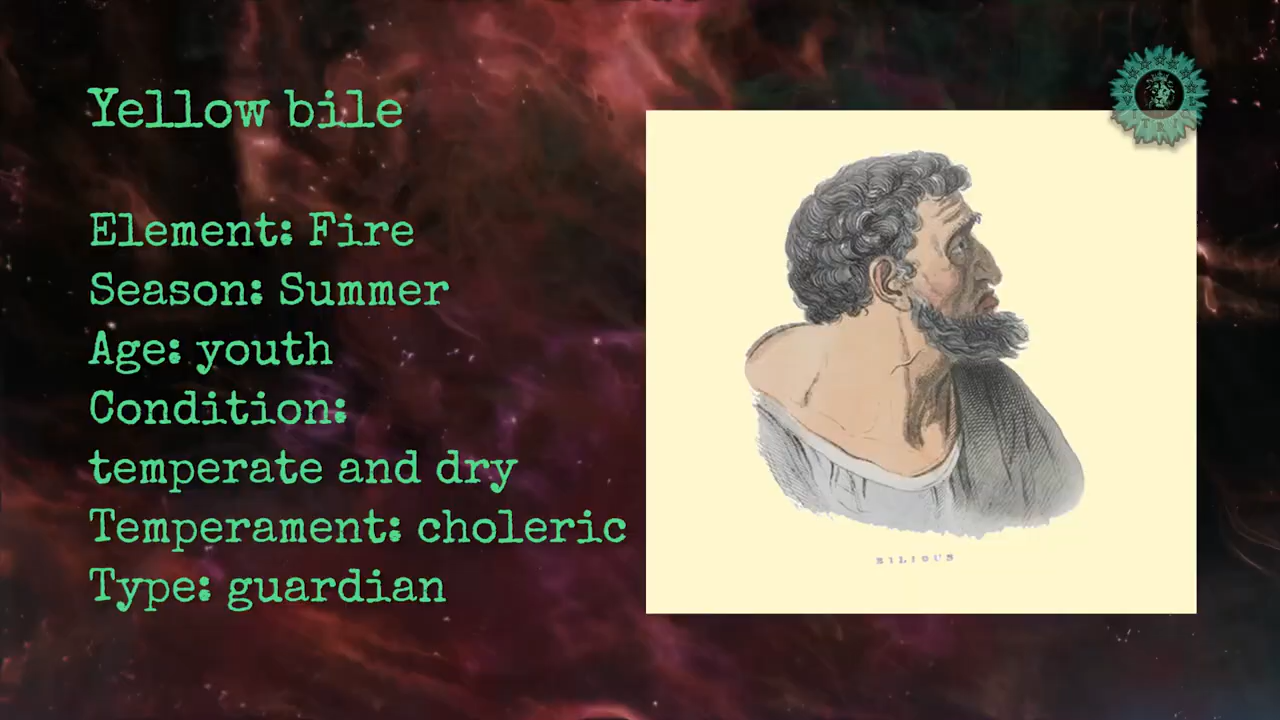 Yellow bile
Element: Fire
Season: Summer
Age: youth
Condition:
temperate and dry
Temperament: choleric
Type: guardian
BILIOUS